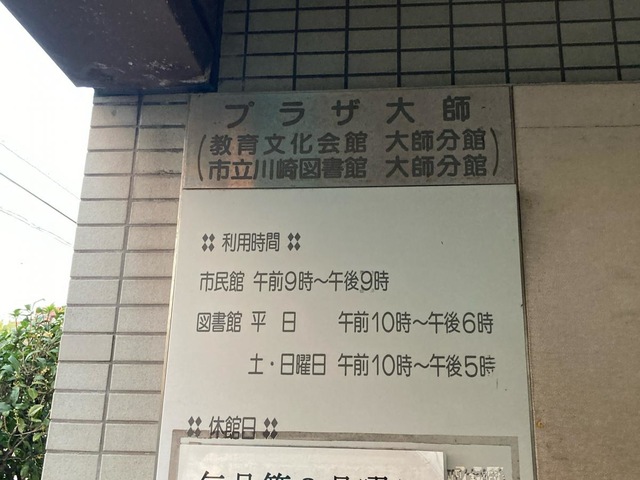 プラザ大師
(教育文化会館 大師分館)
(市立川崎図書館 大師分館)
利用時間
市民館 午前9時〜午後9時
図書館 平 日 午前10時〜午後6時
土・日曜日 午前10時〜午後5時
休館日